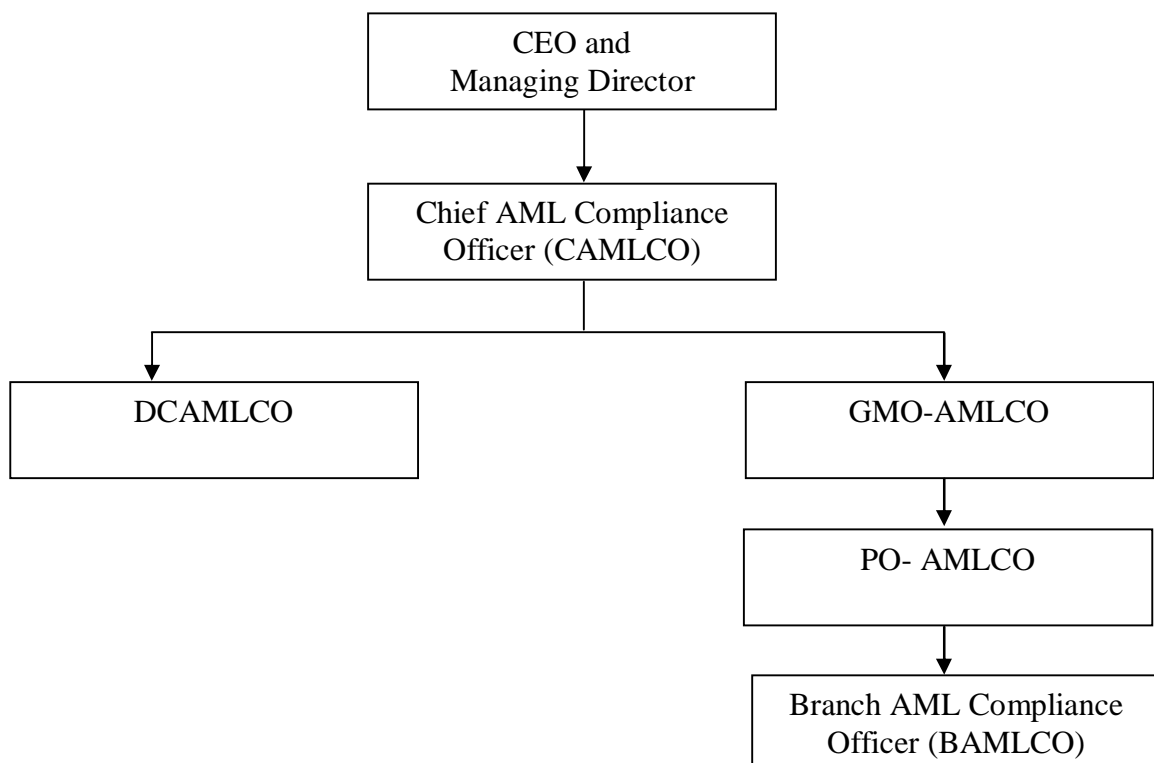 CEO and
Managing Director
Chief AML Compliance
Officer (CAMLCO)
DCAMLCO
GMO-AMLCO
PO- AMLCO
Branch AML Compliance
Officer (BAMLCO)